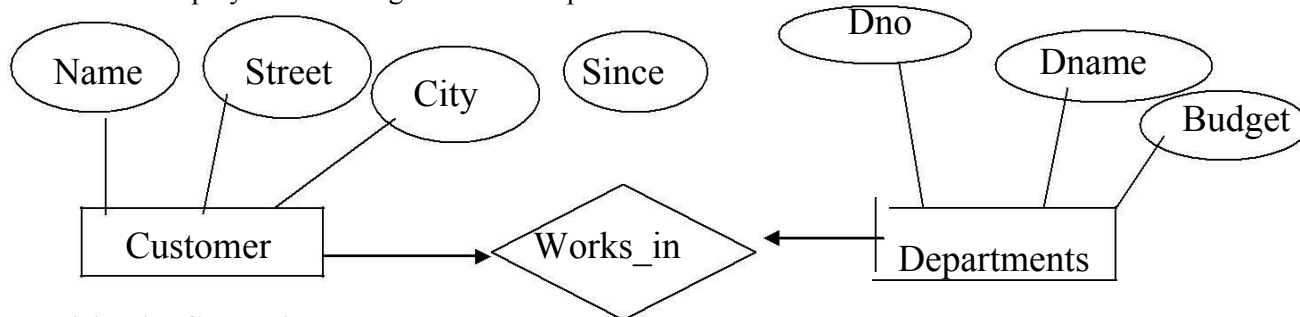 Name
Street
City
Since
Dno
Dname
Budget
Customer
Works_in
Departments